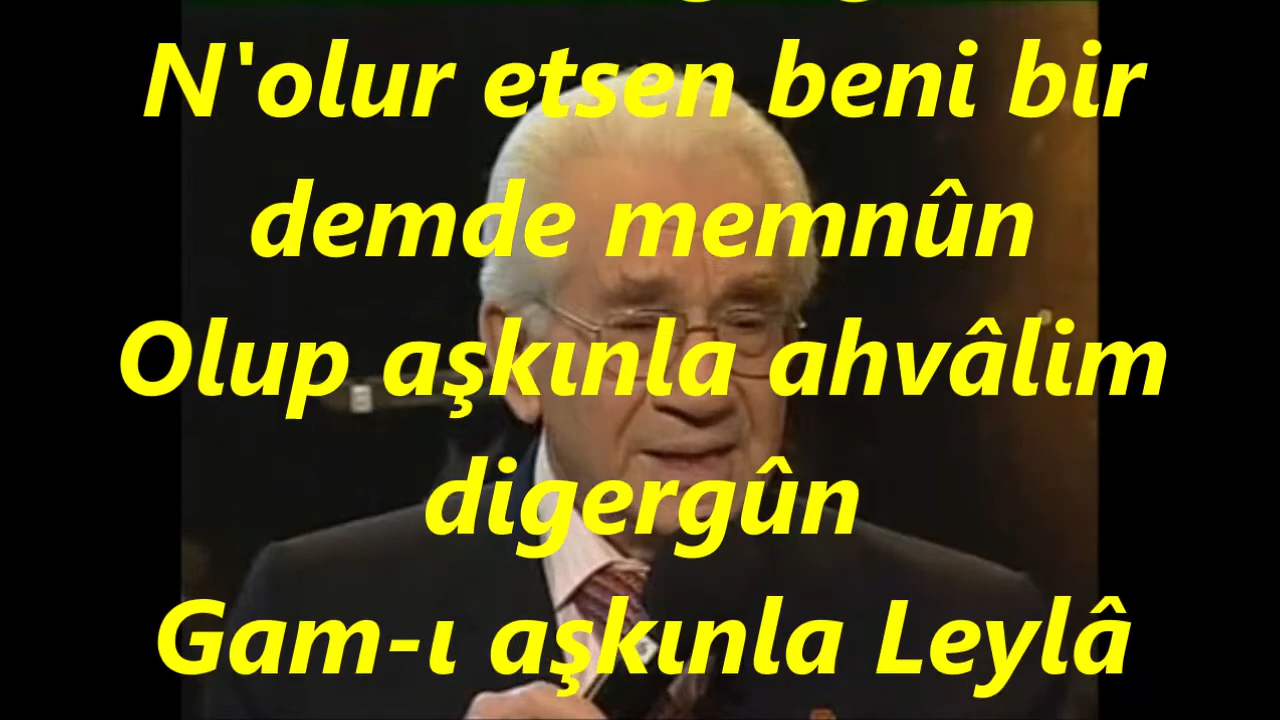 N'olur etsen beni bir
demde memnûn
Olup aşkınla ahvâlim
digergûn
Gam-ı aşkınla Leylâ